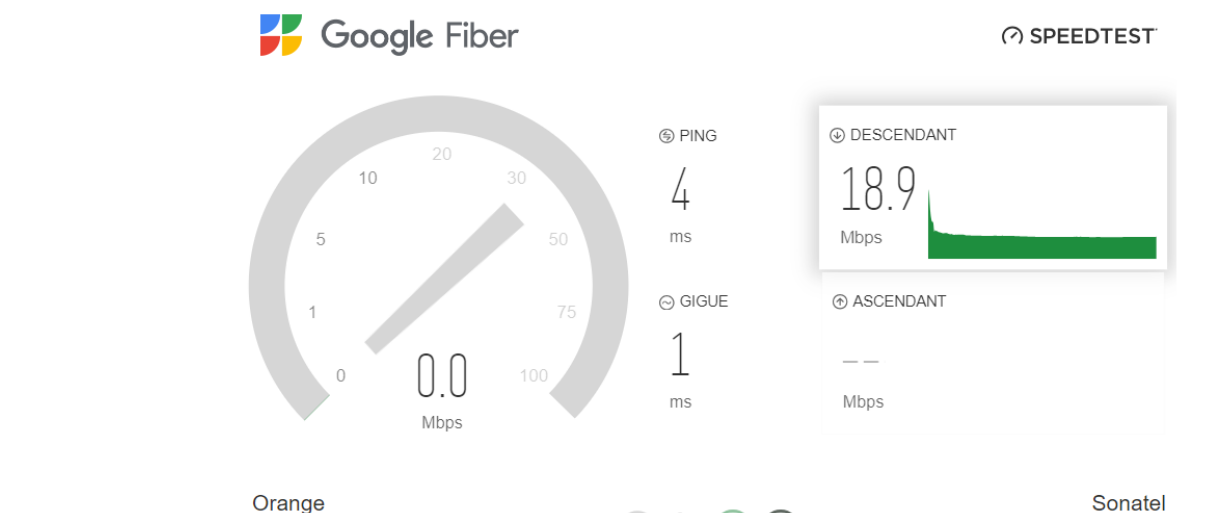 Google Fiber
SPEEDTEST
PING
4
ms
DESCENDANT
18.9
Mbps
20
10
30
5
50
1
75
0
100
0.0
Mbps
GIGUE
1
ms
ASCENDANT
— —
Mbps
Orange
Sonatel